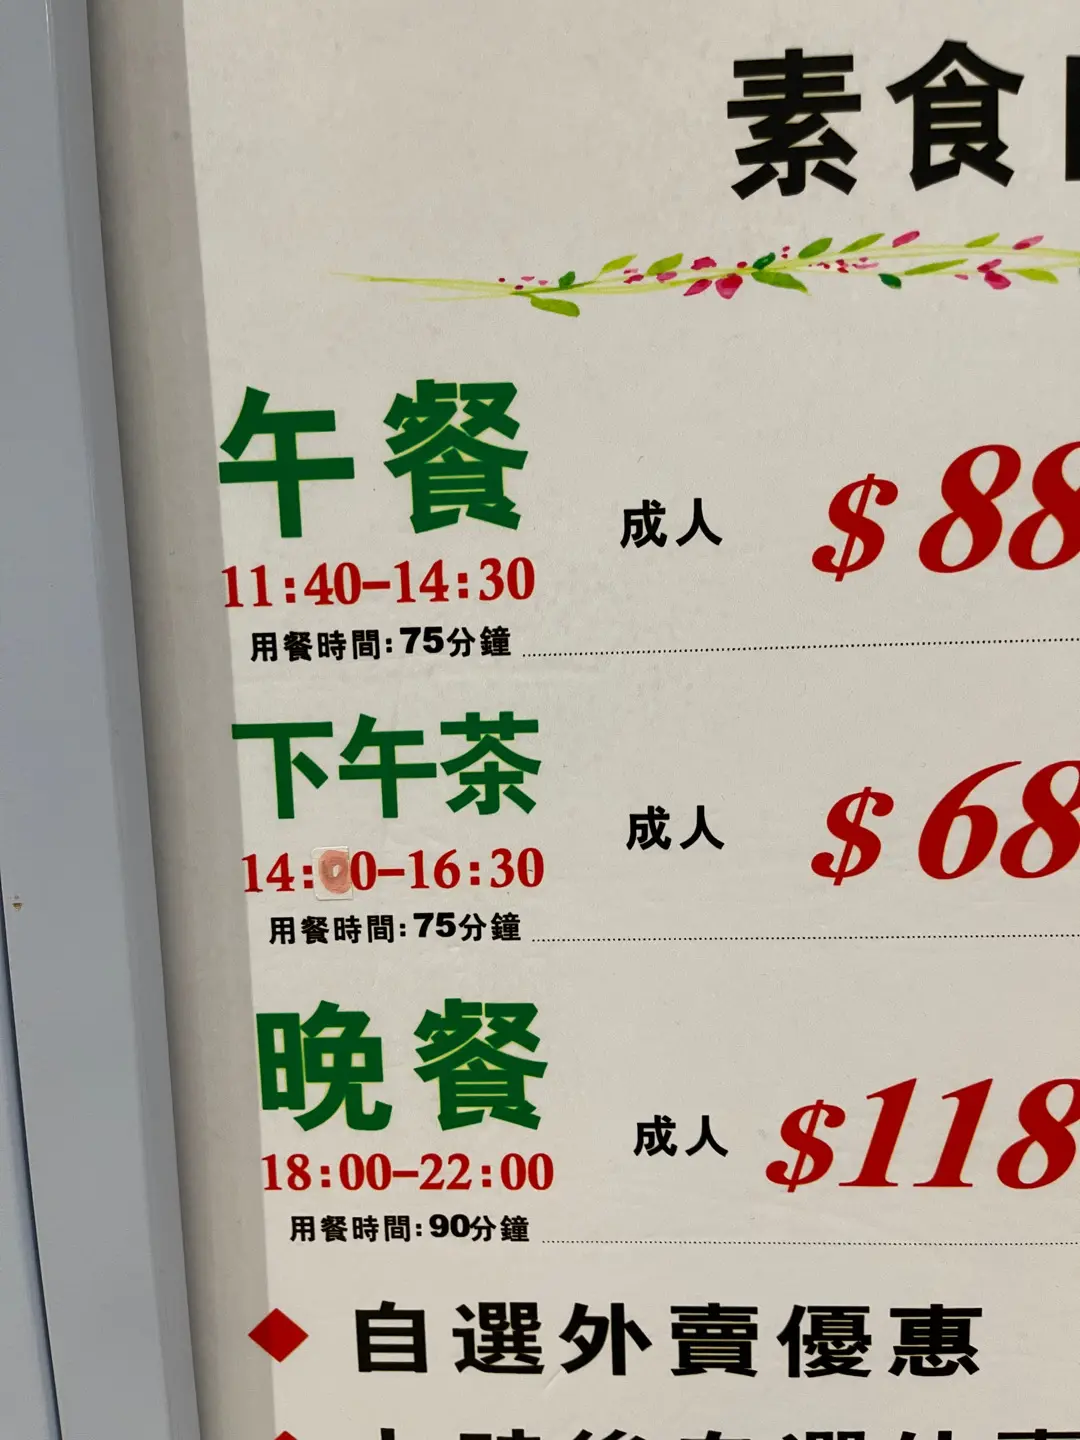 素食
午餐
成人 $88
11:40-14:30
用餐時間:75分鐘
下午茶
成人 $68
14: 0-16:30
用餐時間:75分鐘
晚餐
成人 $118
18:00-22:00
用餐時間:90分鐘
自選外賣優惠